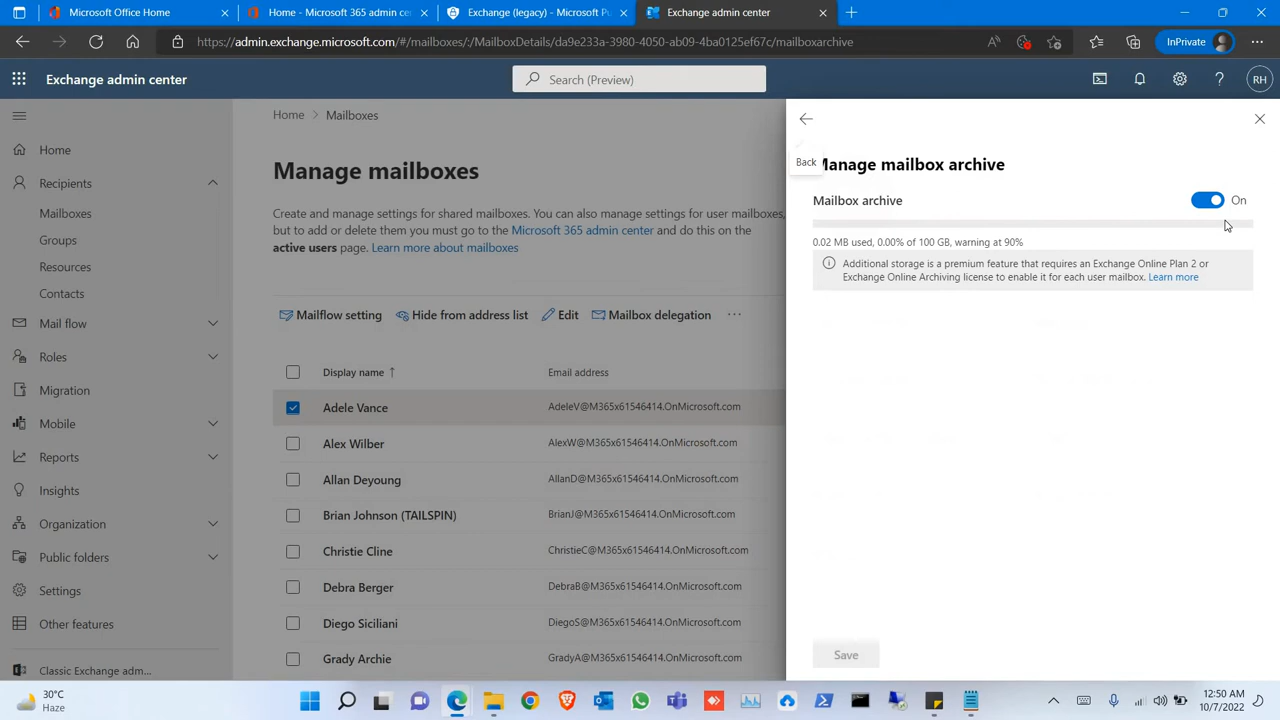 Microsoft Office Home
Home - Microsoft 365 admin cen
Exchange (legacy) - Microsoft Pu
Exchange admin center
https://admin.exchange.microsoft.com/#/mailboxes/:/MailboxDetails/da9e233a-3980-4050-ab09-4ba0125ef67c/mailboxarchive
InPrivate
Exchange admin center
Search (Preview)
RH
Home
Recipients
Mailboxes
Groups
Resources
Contacts
Mail flow
Roles
Migration
Mobile
Reports
Insights
Organization
Public folders
Settings
Other features
Classic Exchange adm...
Home > Mailboxes
Manage mailboxes
Create and manage settings for shared mailboxes. You can also manage settings for user mailboxes,
but to add or delete them you must go to the Microsoft 365 admin center and do this on the
active users page. Learn more about mailboxes
Mailflow setting
Hide from address list
Edit
Mailbox delegation
Display name ↑
Email address
Adele Vance AdeleV@M365x61546414.OnMicrosoft.com
Alex Wilber AlexW@M365x61546414.OnMicrosoft.com
Allan Deyoung AllanD@M365x61546414.OnMicrosoft.com
Brian Johnson (TAILSPIN) BrianJ@M365x61546414.OnMicrosoft.com
Christie Cline ChristieC@M365x61546414.OnMicrosoft.com
Debra Berger DebraB@M365x61546414.OnMicrosoft.com
Diego Siciliani DiegoS@M365x61546414.OnMicrosoft.com
Grady Archie GradyA@M365x61546414.OnMicrosoft.com
Back
Manage mailbox archive
Mailbox archive
On
0.02 MB used, 0.00% of 100 GB, warning at 90%
Additional storage is a premium feature that requires an Exchange Online Plan 2 or
Exchange Online Archiving license to enable it for each user mailbox. Learn more
Save
30°C
Haze
12:50 AM
10/7/2022